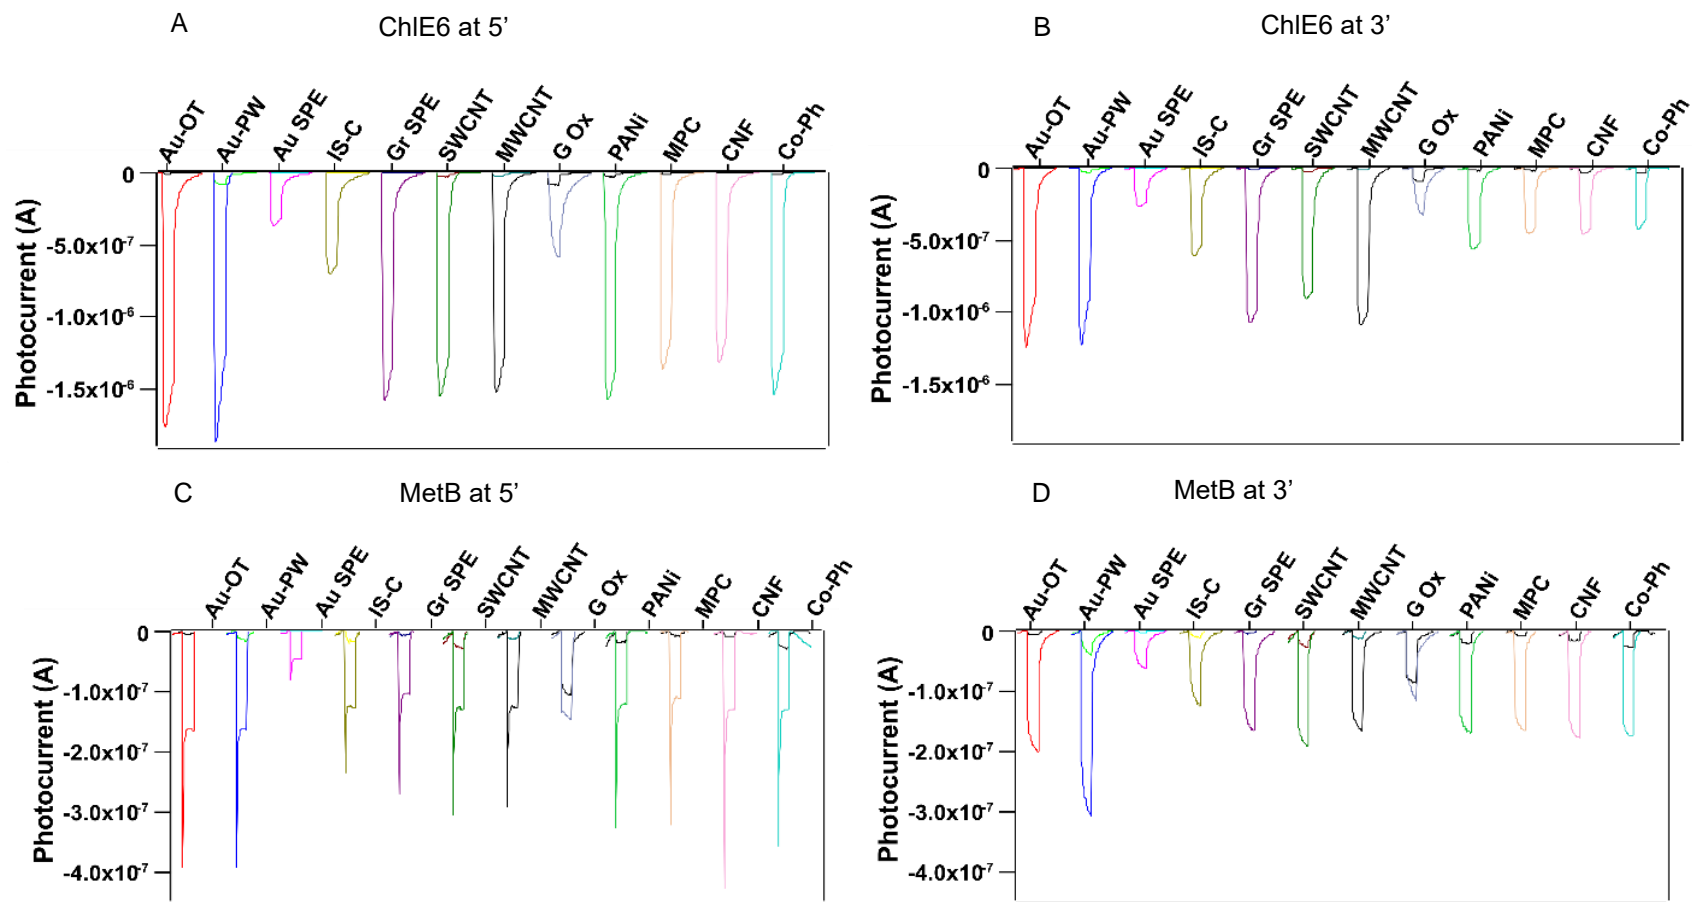 A
ChlE6 at 5’
Au-OT
Au-PW
Au SPE
IS-C
Gr SPE
SWCNT
MWCNT
G Ox
PANi
MPC
CNF
Co-Ph
Photocurrent (A)
0
-5.0x10⁻⁷
-1.0x10⁻⁶
-1.5x10⁻⁶
B
ChlE6 at 3’
Au-OT
Au-PW
Au SPE
IS-C
Gr SPE
SWCNT
MWCNT
G Ox
PANi
MPC
CNF
Co-Ph
Photocurrent (A)
0
-5.0x10⁻⁷
-1.0x10⁻⁶
-1.5x10⁻⁶
C
MetB at 5’
Au-OT
Au-PW
Au SPE
IS-C
Gr SPE
SWCNT
MWCNT
G Ox
PANi
MPC
CNF
Co-Ph
Photocurrent (A)
0
-1.0x10⁻⁷
-2.0x10⁻⁷
-3.0x10⁻⁷
-4.0x10⁻⁷
D
MetB at 3’
Au-OT
Au-PW
Au SPE
IS-C
Gr SPE
SWCNT
MWCNT
G Ox
PANi
MPC
CNF
Co-Ph
Photocurrent (A)
0
-1.0x10⁻⁷
-2.0x10⁻⁷
-3.0x10⁻⁷
-4.0x10⁻⁷